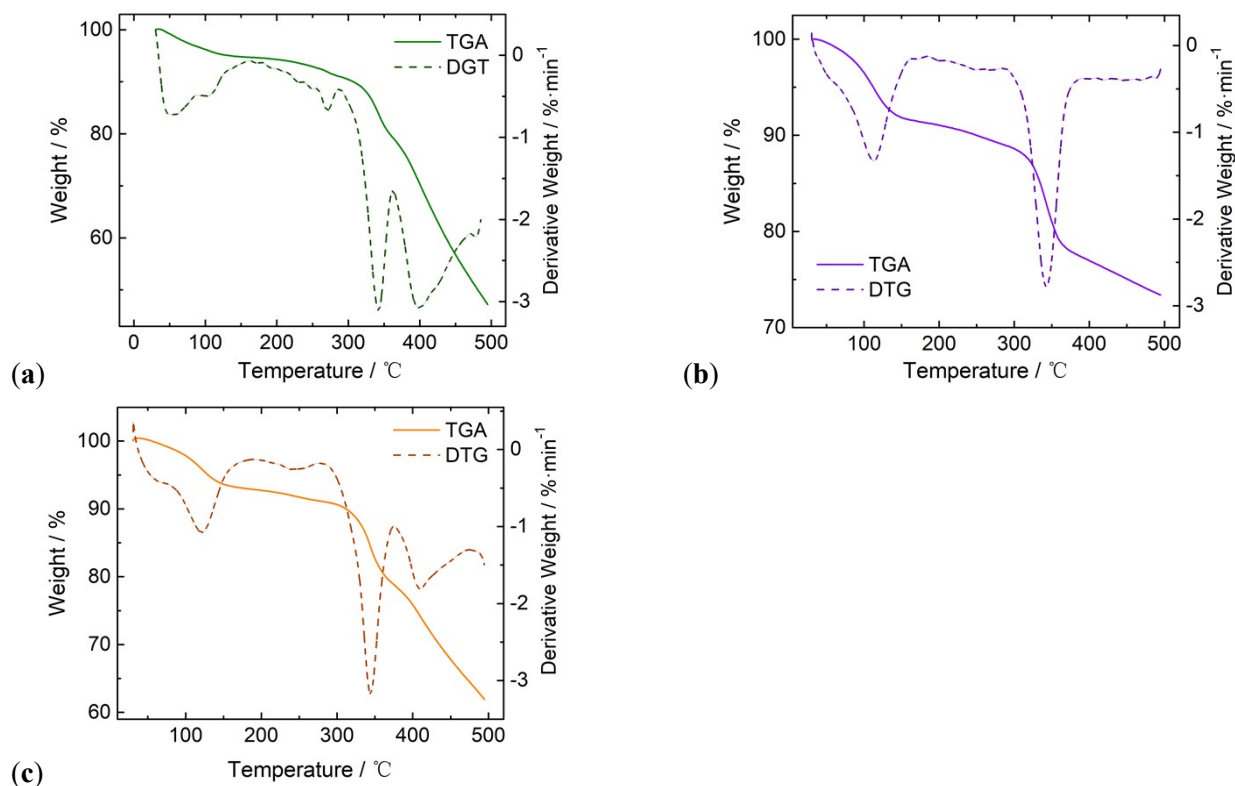 100
80
60
0
-1
-2
-3
TGA
DGT
Weight / %
Derivative Weight / %·min⁻¹
0 100 200 300 400 500
Temperature / ℃
(a)
100
90
80
70
0
-1
-2
-3
TGA
DTG
Weight / %
Derivative Weight / %·min⁻¹
100 200 300 400 500
Temperature / ℃
(b)
100
90
80
70
60
0
-1
-2
-3
TGA
DTG
Weight / %
Derivative Weight / %·min⁻¹
100 200 300 400 500
Temperature / ℃
(c)